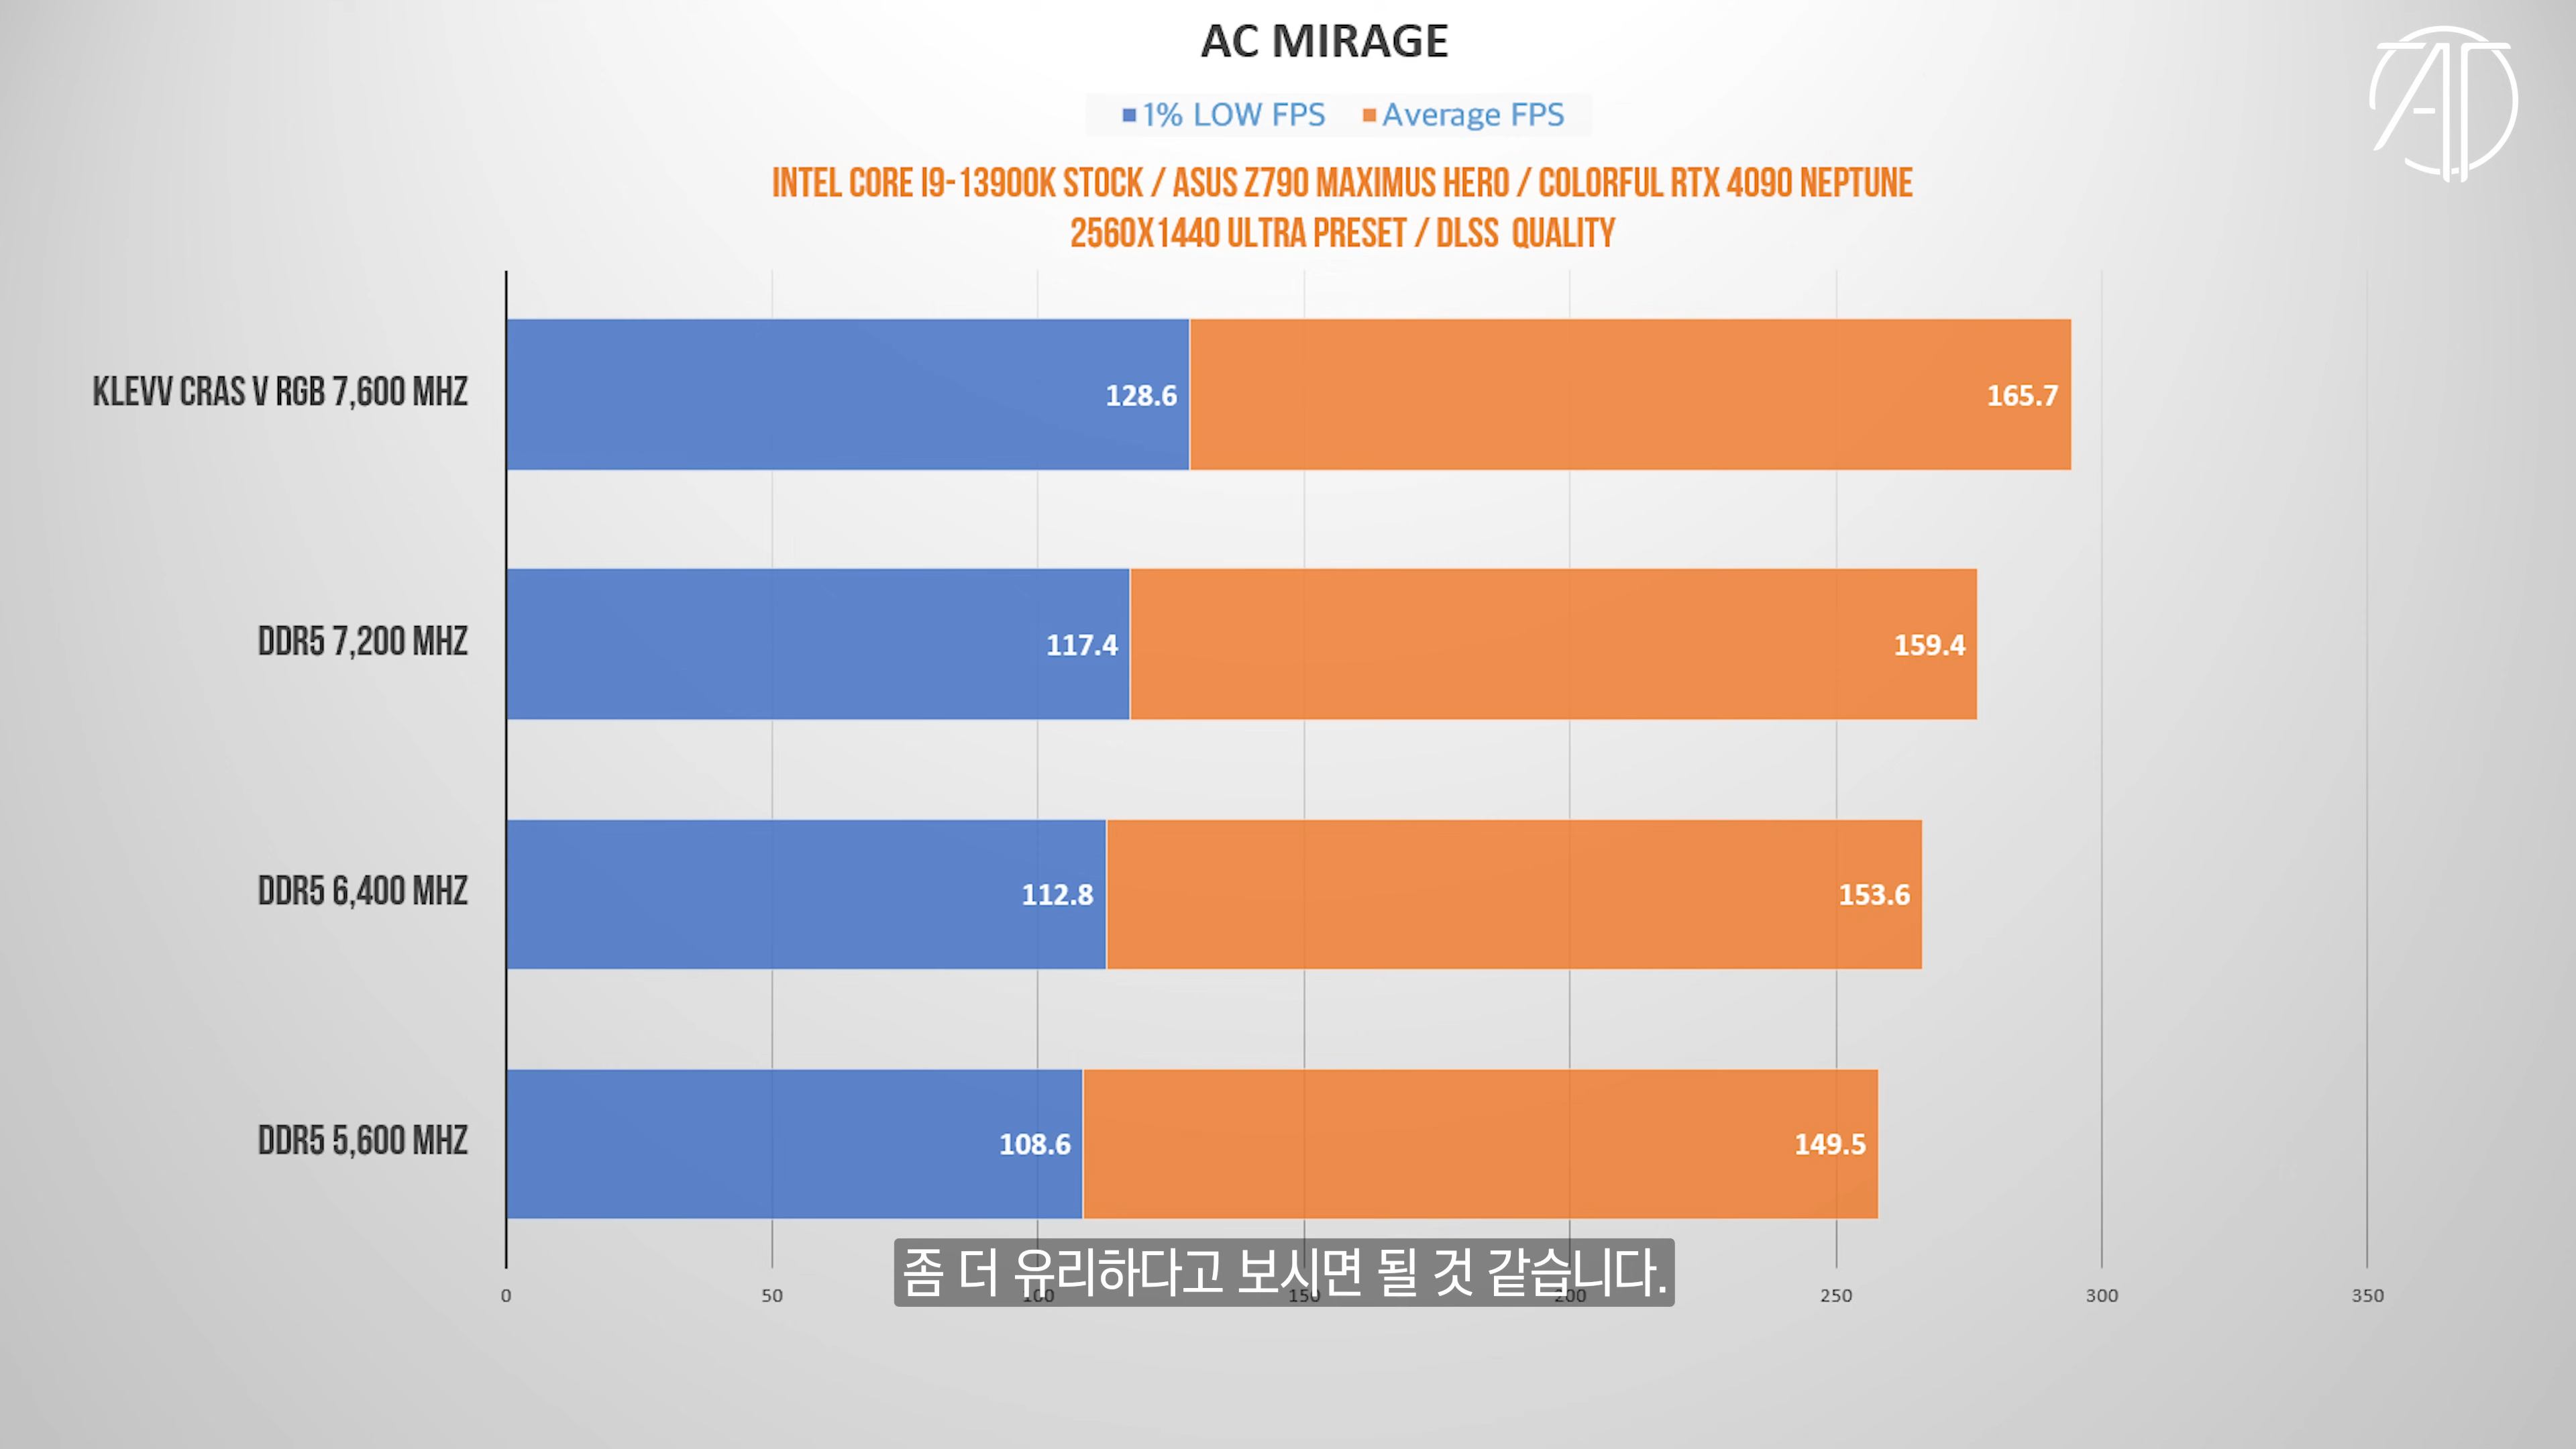 AC MIRAGE
1% LOW FPS Average FPS
INTEL CORE I9-13900K STOCK / ASUS Z790 MAXIMUS HERO / COLORFUL RTX 4090 NEPTUNE
2560X1440 ULTRA PRESET / DLSS QUALITY
KLEVV CRAS V RGB 7,600 MHZ 128.6 165.7
DDR5 7,200 MHZ 117.4 159.4
DDR5 6,400 MHZ 112.8 153.6
DDR5 5,600 MHZ 108.6 149.5
좀 더 유리하다고 보시면 될 것 같습니다.
0 50 100 150 200 250 300 350